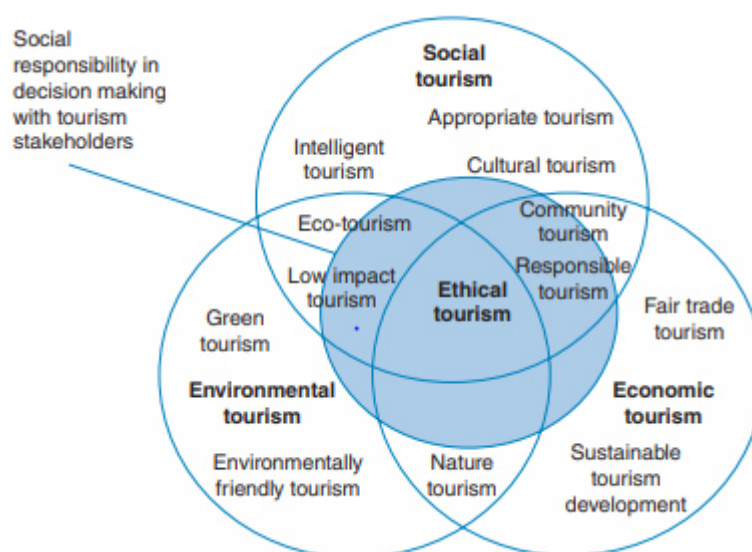 Social
responsibility in
decision making
with tourism
stakeholders
Social
tourism
Appropriate tourism
Intelligent
tourism
Cultural tourism
Eco-tourism
Community
tourism
Low impact
tourism
Ethical
tourism
Responsible
tourism
Green
tourism
Fair trade
tourism
Environmental
tourism
Economic
tourism
Environmentally
friendly tourism
Nature
tourism
Sustainable
tourism
development